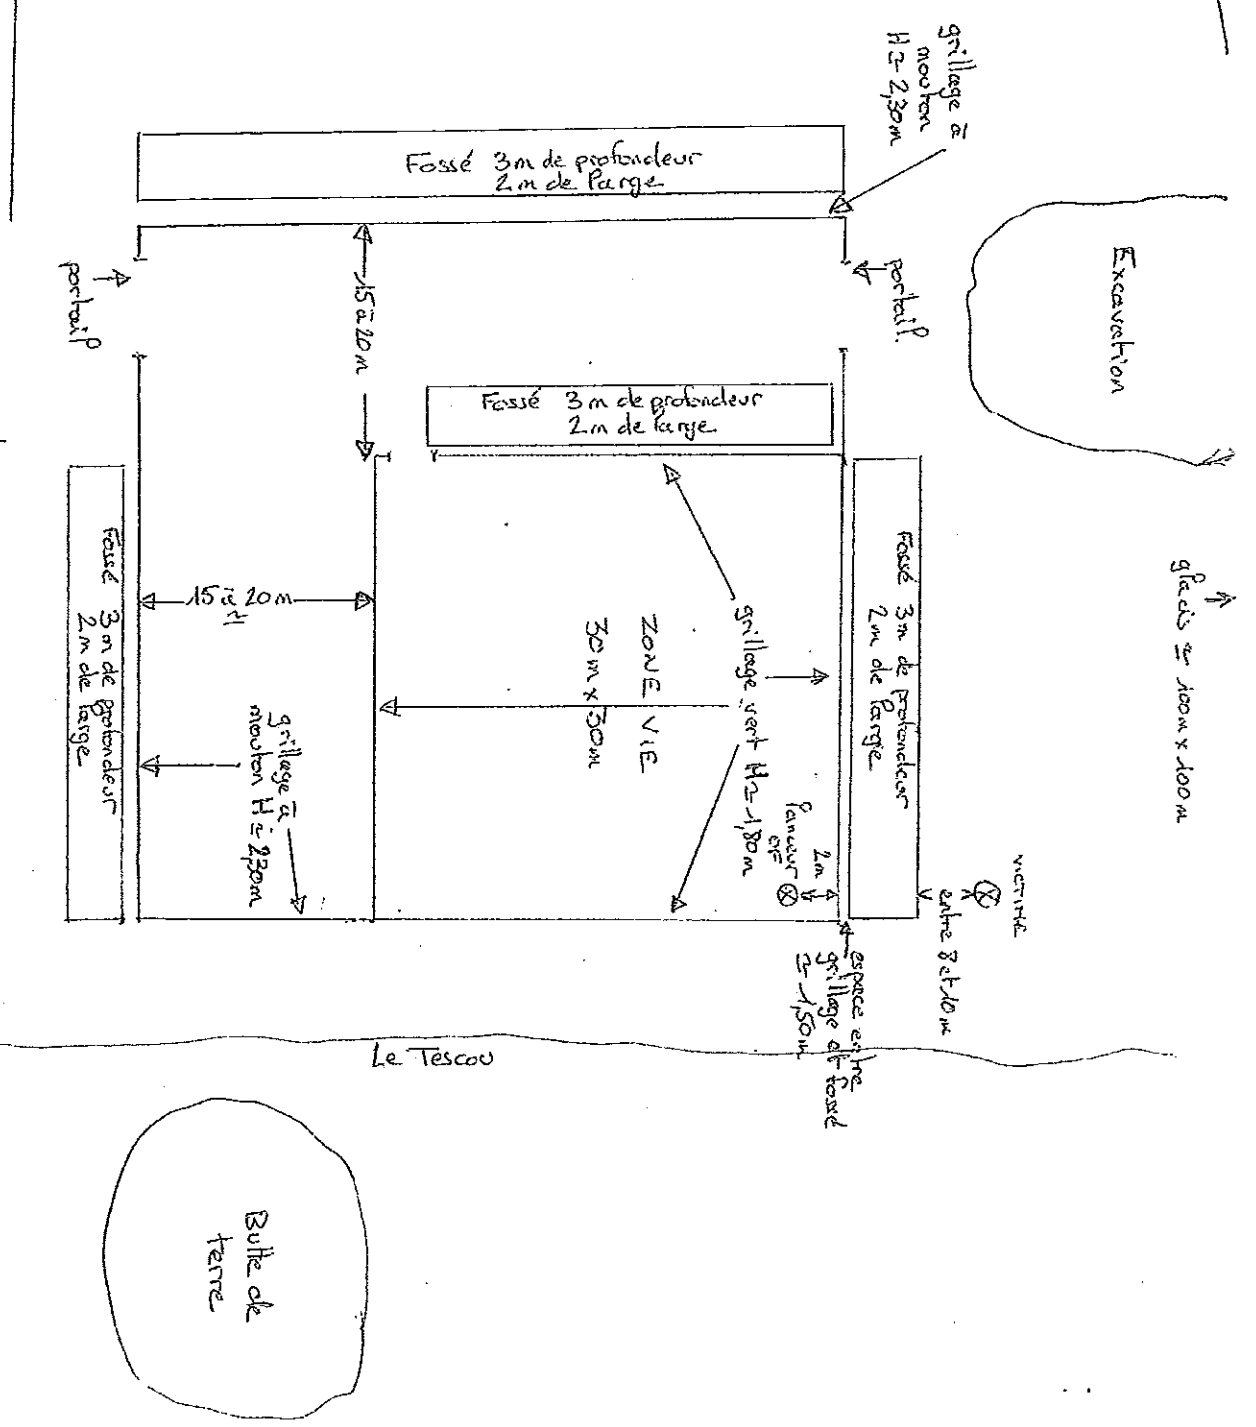 grillage à
mouton
H = 2,30m
Fossé 3m de profondeur
2m de large
portail
portail.
Excavation
15 à 20m
Fossé 3m de profondeur
2m de large
glacis ≃ 100m x 100m
Fossé 3m de profondeur
2m de large
Fossé 3m de profondeur
2m de large
15 à 20m
ZONE VIE
30m x 30m
grillage vert H = 1,80m
grillage à
mouton H = 2,30m
lanceur
OF
2m
VICTIME
entre 8 et 10m
espace entre
grillage et fossé
≃ 1,50m
Le Tescou
Butte de
terre